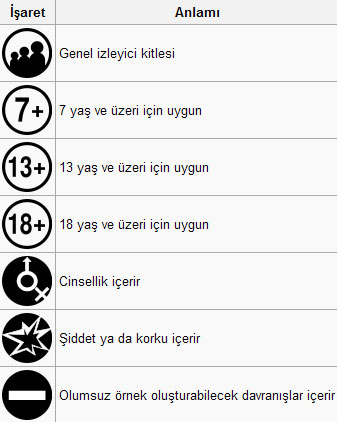 İşaret Anlamı
Genel izleyici kitlesi
7+ 7 yaş ve üzeri için uygun
13+ 13 yaş ve üzeri için uygun
18+ 18 yaş ve üzeri için uygun
Cinsellik içerir
Şiddet ya da korku içerir
Olumsuz örnek oluşturabilecek davranışlar içerir